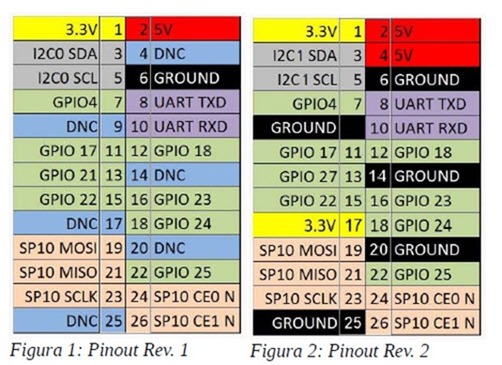 3.3V 1 2 5V
I2C0 SDA 3 4 DNC
I2C0 SCL 5 6 GROUND
GPIO4 7 8 UART TXD
DNC 9 10 UART RXD
GPIO 17 11 12 GPIO 18
GPIO 21 13 14 DNC
GPIO 22 15 16 GPIO 23
DNC 17 18 GPIO 24
SP10 MOSI 19 20 DNC
SP10 MISO 21 22 GPIO 25
SP10 SCLK 23 24 SP10 CE0 N
DNC 25 26 SP10 CE1 N
Figura 1: Pinout Rev. 1
3.3V 1 2 5V
I2C1 SDA 3 4 5V
I2C1 SCL 5 6 GROUND
GPIO4 7 8 UART TXD
GROUND 10 UART RXD
GPIO 17 11 12 GPIO 18
GPIO 27 13 14 GROUND
GPIO 22 15 16 GPIO 23
3.3V 17 18 GPIO 24
SP10 MOSI 19 20 GROUND
SP10 MISO 21 22 GPIO 25
SP10 SCLK 23 24 SP10 CE0 N
GROUND 25 26 SP10 CE1 N
Figura 2: Pinout Rev. 2